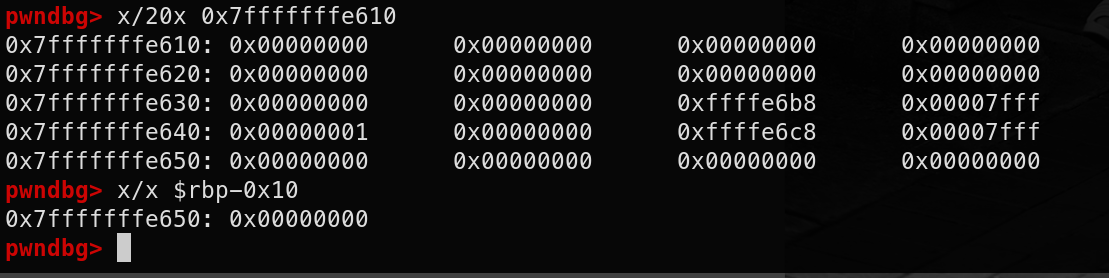 pwndbg> x/20x 0x7fffffffe610
0x7fffffffe610: 0x00000000 0x00000000 0x00000000 0x00000000
0x7fffffffe620: 0x00000000 0x00000000 0x00000000 0x00000000
0x7fffffffe630: 0x00000000 0x00000000 0xffffe6b8 0x00007fff
0x7fffffffe640: 0x00000001 0x00000000 0xffffe6c8 0x00007fff
0x7fffffffe650: 0x00000000 0x00000000 0x00000000 0x00000000
pwndbg> x/x $rbp-0x10
0x7fffffffe650: 0x00000000
pwndbg>